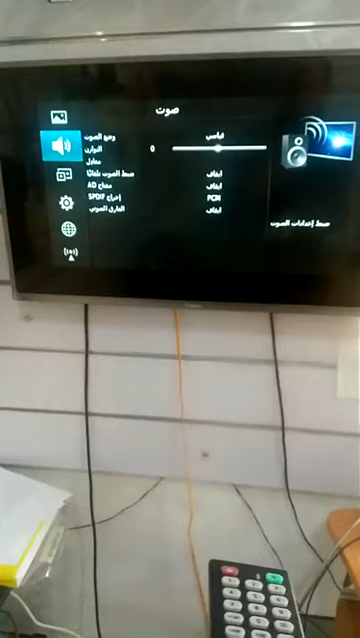 صوت
وضع الصوت قياسي
التوازن 0
معادل
ضبط الصوت تلقائيًا ايقاف
مفتاح AD ايقاف
إخراج SPDIF PCM
الفارق الصوتي ايقاف
ضبط إعدادات الصوت